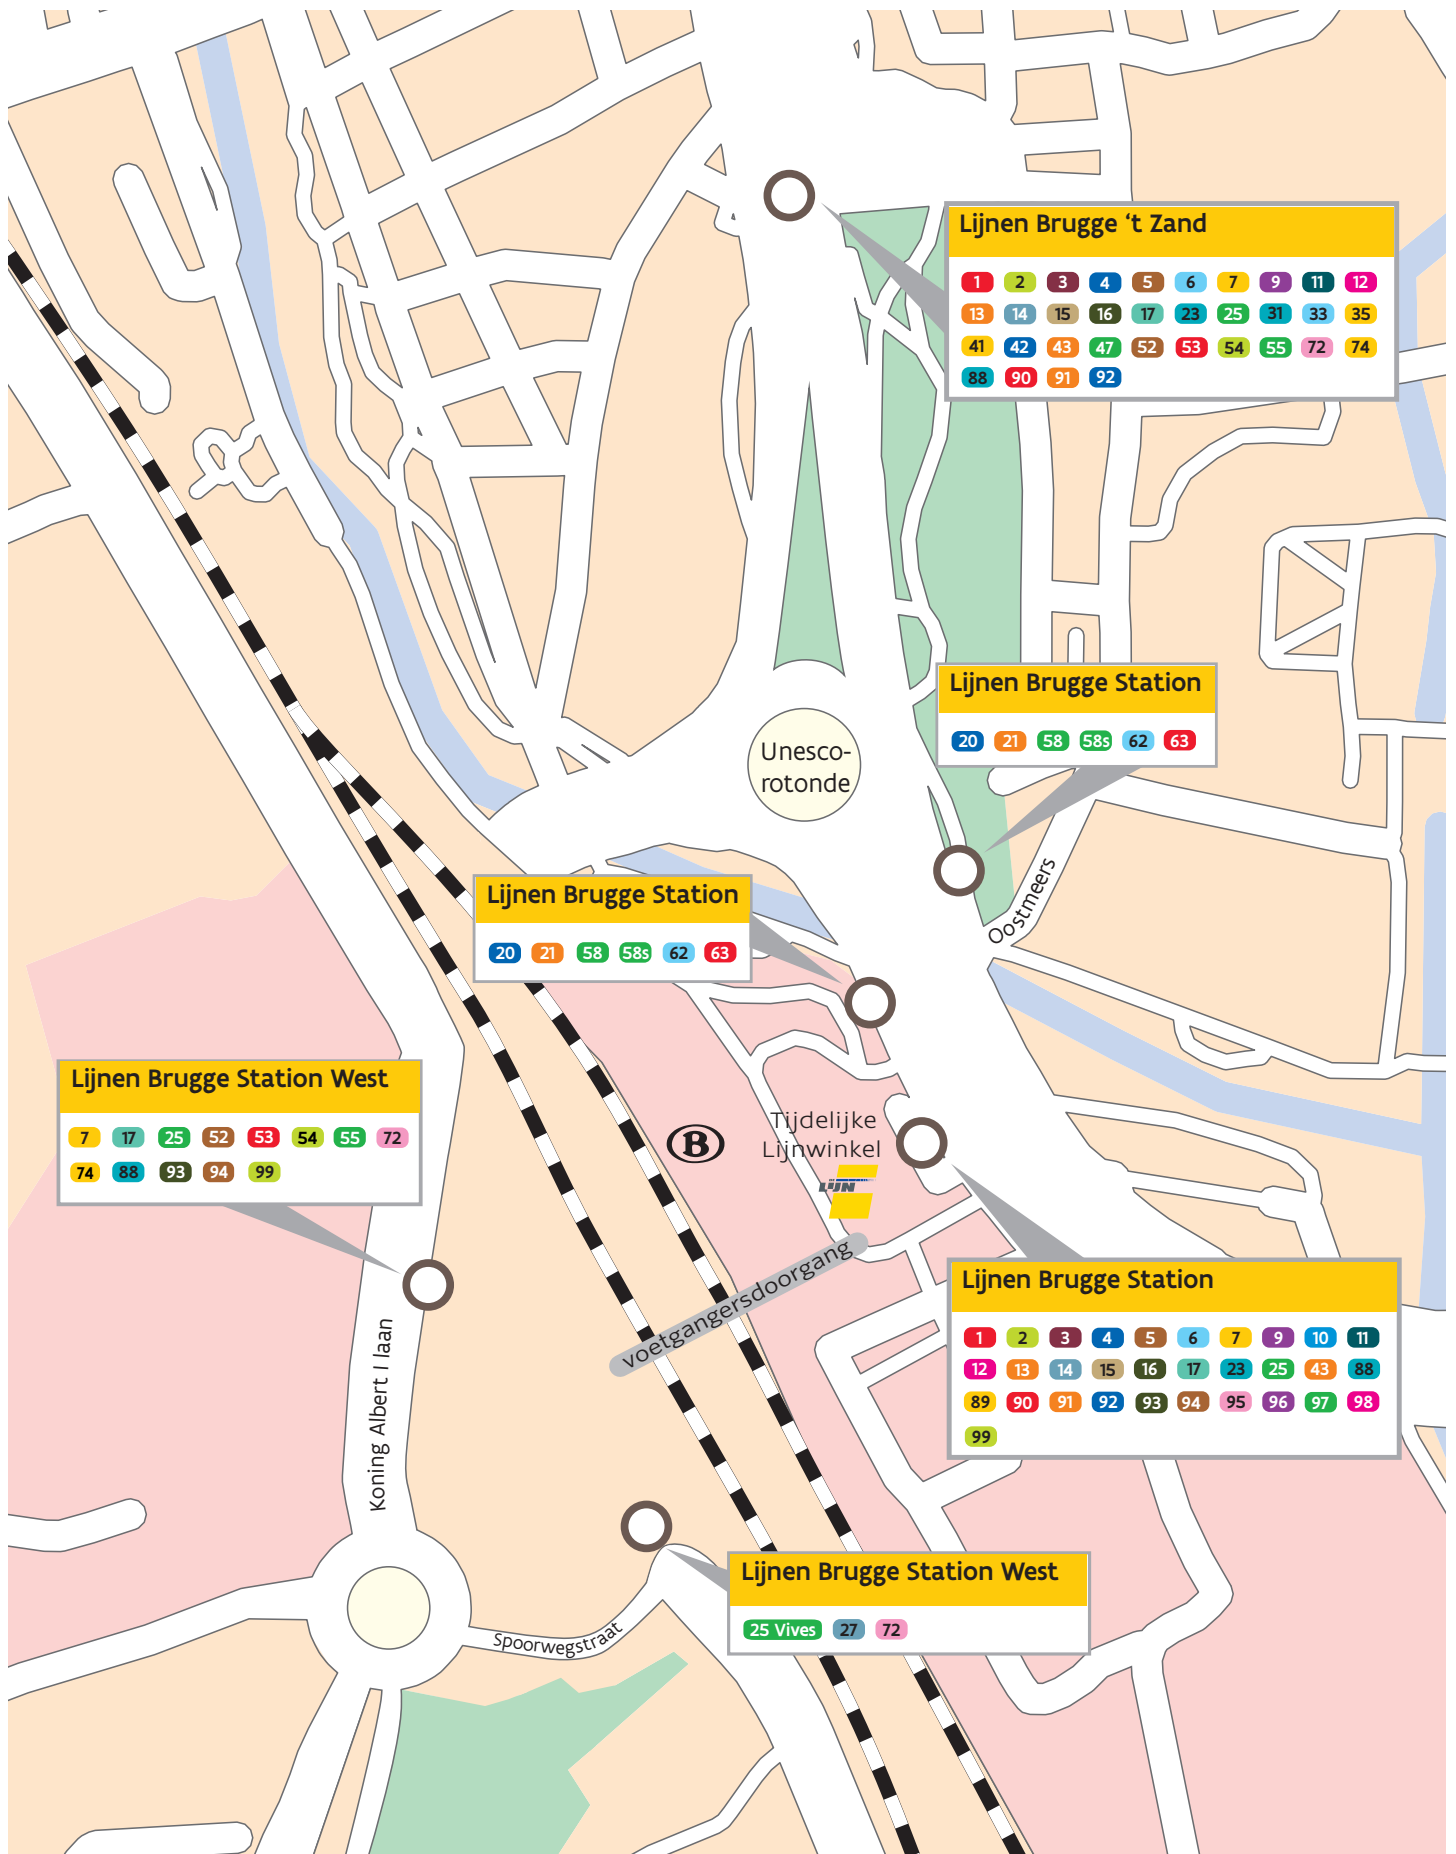 Lijnen Brugge ‘t Zand
1 2 3 4 5 6 7 9 11 12
13 14 15 16 17 23 25 31 33 35
41 42 43 47 52 53 54 55 72 74
88 90 91 92
Lijnen Brugge Station
20 21 58 58s 62 63
Unesco-
rotonde
Oostmeers
Lijnen Brugge Station
20 21 58 58s 62 63
Lijnen Brugge Station West
7 17 25 52 53 54 55 72
74 88 93 94 99
B
Tijdelijke
Lijnwinkel
LIJN
voetgangersdoorgang
Lijnen Brugge Station
1 2 3 4 5 6 7 9 10 11
12 13 14 15 16 17 23 25 43 88
89 90 91 92 93 94 95 96 97 98
99
Koning Albert I laan
Lijnen Brugge Station West
25 Vives 27 72
Spoorwegstraat